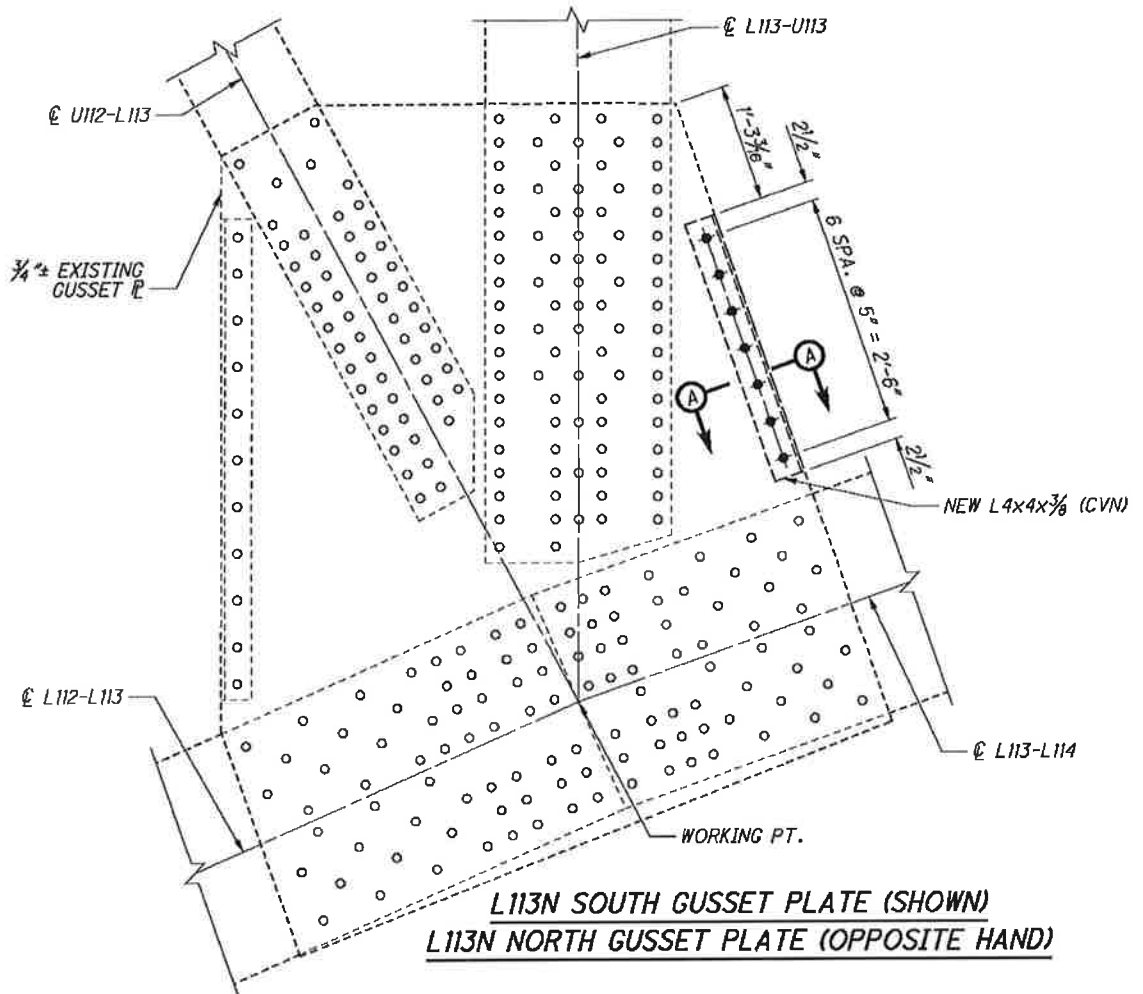 ℄ L113-U113
℄ U112-L113
1'-3 3/16"
2 1/2"
6 SPA. @ 5" = 2'-6"
3/4"± EXISTING
GUSSET ℙL
A
A
2 1/2"
NEW L4x4x3/8 (CVN)
℄ L112-L113
℄ L113-L114
WORKING PT.
L113N SOUTH GUSSET PLATE (SHOWN)
L113N NORTH GUSSET PLATE (OPPOSITE HAND)